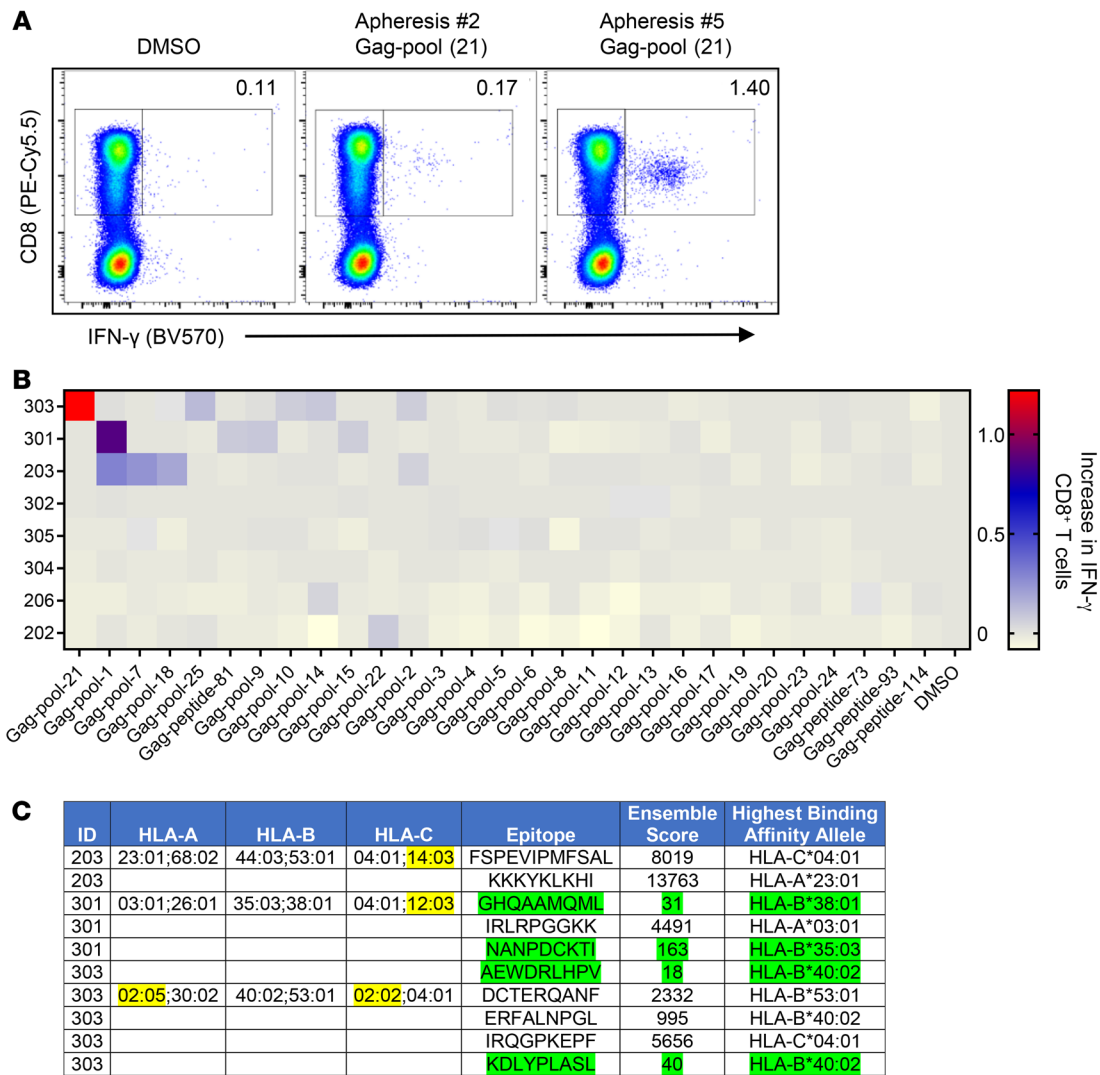 A
DMSO
Apheresis #2
Gag-pool (21)
Apheresis #5
Gag-pool (21)
0.11
0.17
1.40
CD8 (PE-Cy5.5)
IFN-γ (BV570)
B
303
301
203
302
305
304
206
202
Gag-pool-21
Gag-pool-1
Gag-pool-7
Gag-pool-18
Gag-pool-25
Gag-peptide-81
Gag-pool-9
Gag-pool-10
Gag-pool-14
Gag-pool-15
Gag-pool-22
Gag-pool-2
Gag-pool-3
Gag-pool-4
Gag-pool-5
Gag-pool-6
Gag-pool-8
Gag-pool-11
Gag-pool-12
Gag-pool-13
Gag-pool-16
Gag-pool-17
Gag-pool-19
Gag-pool-20
Gag-pool-23
Gag-pool-24
Gag-peptide-73
Gag-peptide-93
Gag-peptide-114
DMSO
1.0
0.5
0
Increase in IFN-γ
CD8⁺ T cells
C
ID HLA-A HLA-B HLA-C Epitope Ensemble Score Highest Binding Affinity Allele
203 23:01;68:02 44:03;53:01 04:01;14:03 FSPEVIPMFSAL 8019 HLA-C*04:01
203 KKKYKLKHI 13763 HLA-A*23:01
301 03:01;26:01 35:03;38:01 04:01;12:03 GHQAAMQML 31 HLA-B*38:01
301 IRLRPGGKK 4491 HLA-A*03:01
301 NANPDCKTI 163 HLA-B*35:03
303 AEWDRLHPV 18 HLA-B*40:02
303 02:05;30:02 40:02;53:01 02:02;04:01 DCTERQANF 2332 HLA-B*53:01
303 ERFALNPGL 995 HLA-B*40:02
303 IRQGPKEPF 5656 HLA-C*04:01
303 KDLYPLASL 40 HLA-B*40:02